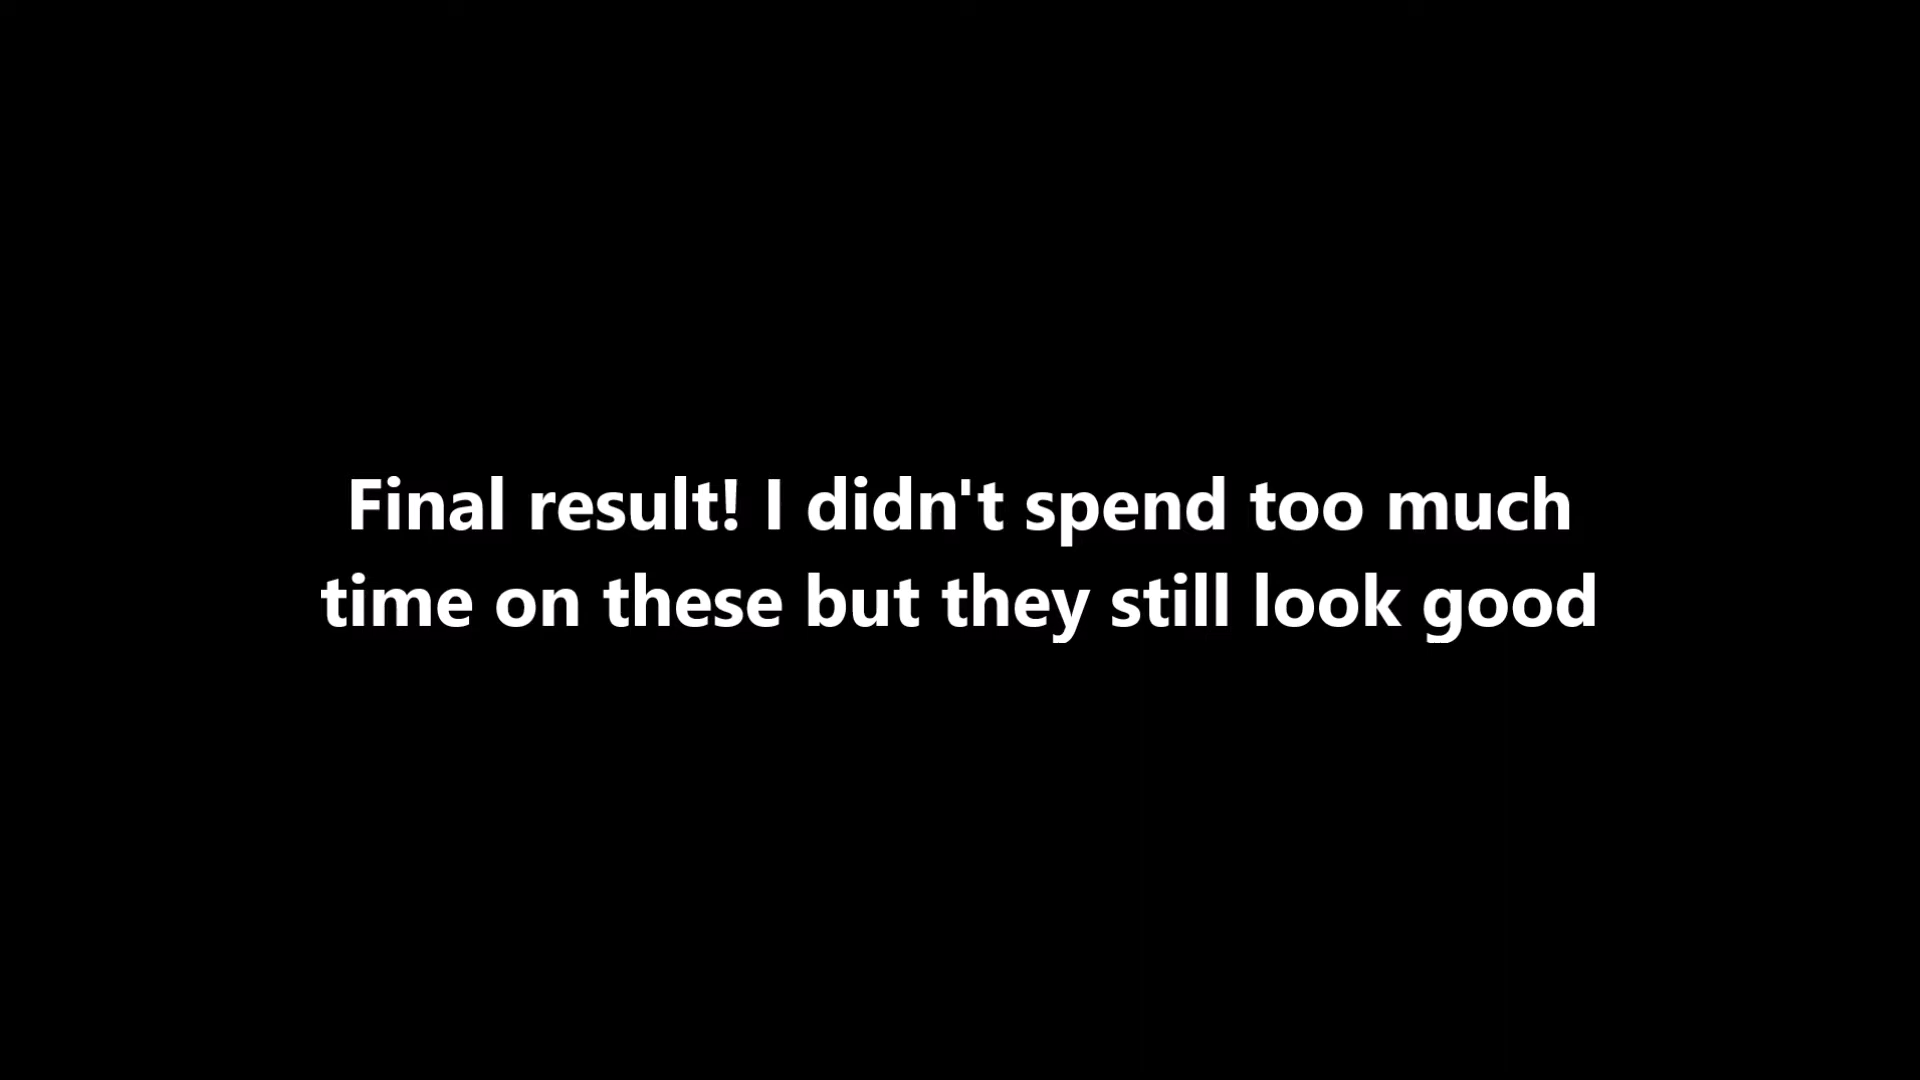 Final result! I didn't spend too much
time on these but they still look good